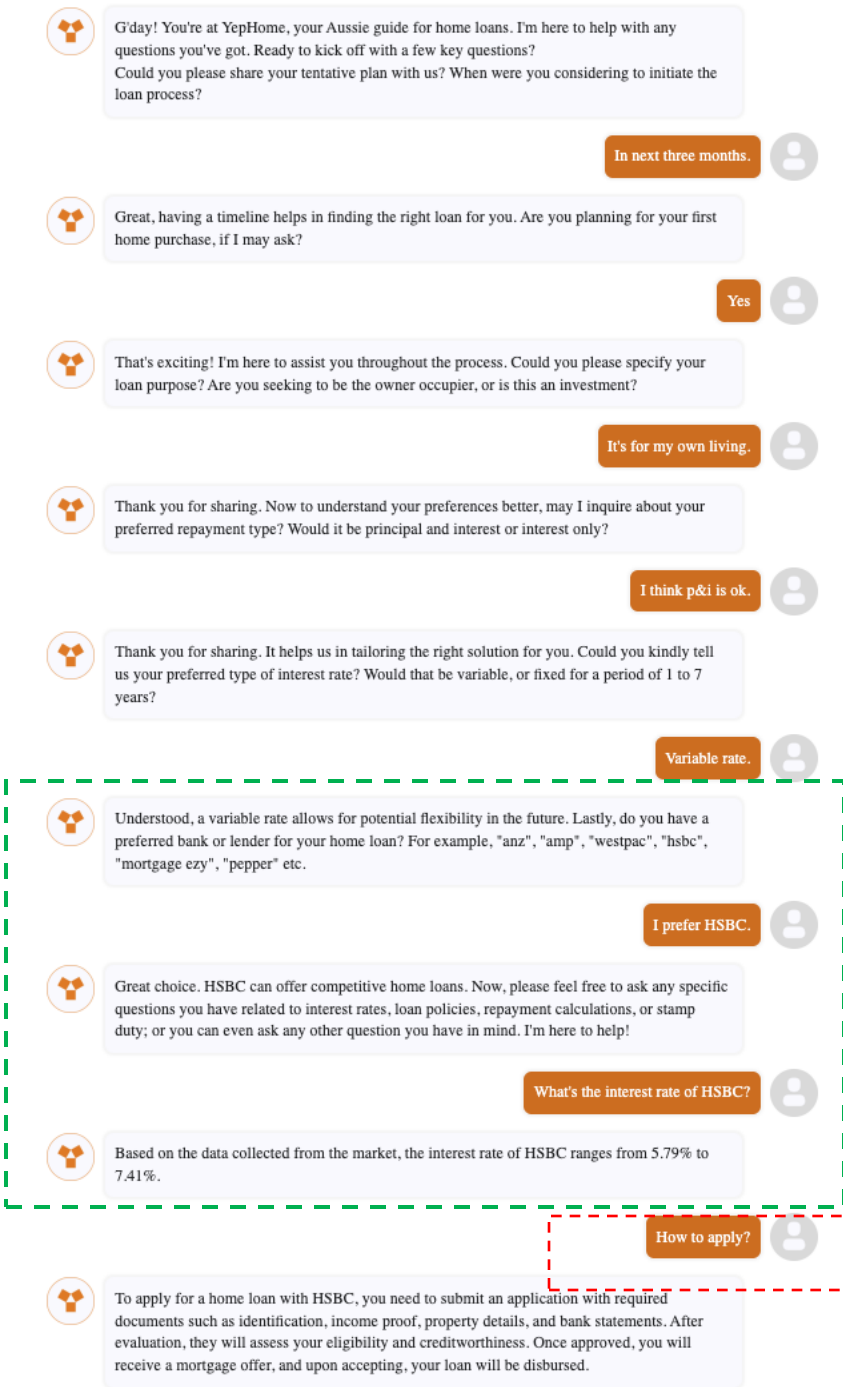 G'day! You're at YepHome, your Aussie guide for home loans. I'm here to help with any
questions you've got. Ready to kick off with a few key questions?
Could you please share your tentative plan with us? When were you considering to initiate the
loan process?
In next three months.
Great, having a timeline helps in finding the right loan for you. Are you planning for your first
home purchase, if I may ask?
Yes
That's exciting! I'm here to assist you throughout the process. Could you please specify your
loan purpose? Are you seeking to be the owner occupier, or is this an investment?
It's for my own living.
Thank you for sharing. Now to understand your preferences better, may I inquire about your
preferred repayment type? Would it be principal and interest or interest only?
I think p&i is ok.
Thank you for sharing. It helps us in tailoring the right solution for you. Could you kindly tell
us your preferred type of interest rate? Would that be variable, or fixed for a period of 1 to 7
years?
Variable rate.
Understood, a variable rate allows for potential flexibility in the future. Lastly, do you have a
preferred bank or lender for your home loan? For example, "anz", "amp", "westpac", "hsbc",
"mortgage ezy", "pepper" etc.
I prefer HSBC.
Great choice. HSBC can offer competitive home loans. Now, please feel free to ask any specific
questions you have related to interest rates, loan policies, repayment calculations, or stamp
duty; or you can even ask any other question you have in mind. I'm here to help!
What's the interest rate of HSBC?
Based on the data collected from the market, the interest rate of HSBC ranges from 5.79% to
7.41%.
How to apply?
To apply for a home loan with HSBC, you need to submit an application with required
documents such as identification, income proof, property details, and bank statements. After
evaluation, they will assess your eligibility and creditworthiness. Once approved, you will
receive a mortgage offer, and upon accepting, your loan will be disbursed.